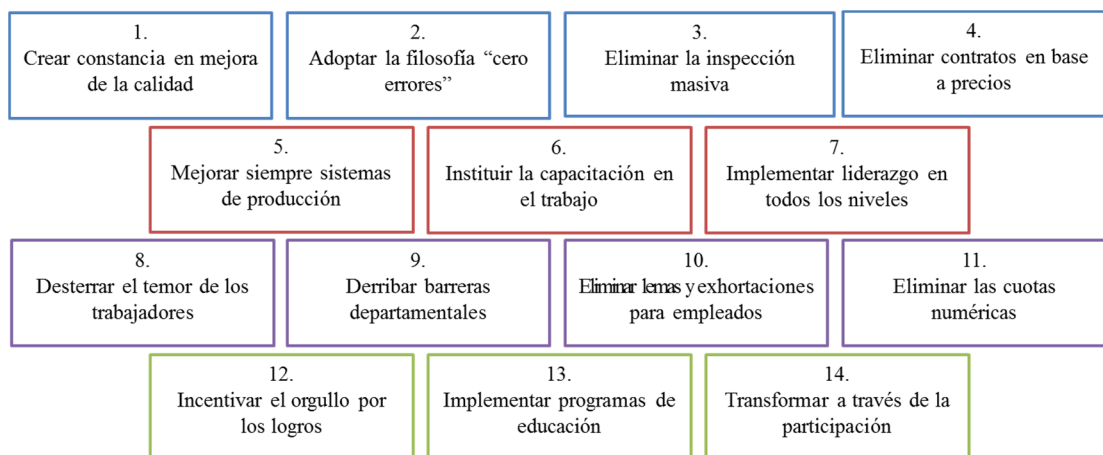 1.
Crear constancia en mejora
de la calidad
2.
Adoptar la filosofía “cero
errores”
3.
Eliminar la inspección
masiva
4.
Eliminar contratos en base
a precios
5.
Mejorar siempre sistemas
de producción
6.
Instituir la capacitación en
el trabajo
7.
Implementar liderazgo en
todos los niveles
8.
Desterrar el temor de los
trabajadores
9.
Derribar barreras
departamentales
10.
Eliminar lemas y exhortaciones
para empleados
11.
Eliminar las cuotas
numéricas
12.
Incentivar el orgullo por
los logros
13.
Implementar programas de
educación
14.
Transformar a través de la
participación